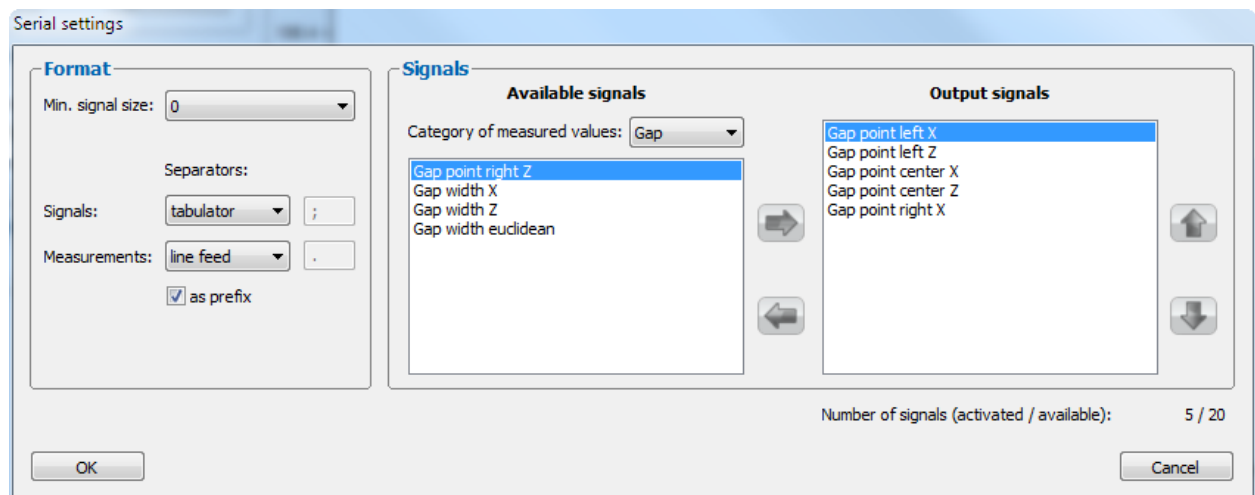 Serial settings
Format
Min. signal size: 0
Separators:
Signals: tabulator ;
Measurements: line feed .
as prefix
Signals
Available signals
Category of measured values: Gap
Gap point right Z
Gap width X
Gap width Z
Gap width euclidean
Output signals
Gap point left X
Gap point left Z
Gap point center X
Gap point center Z
Gap point right X
Number of signals (activated / available): 5 / 20
OK
Cancel